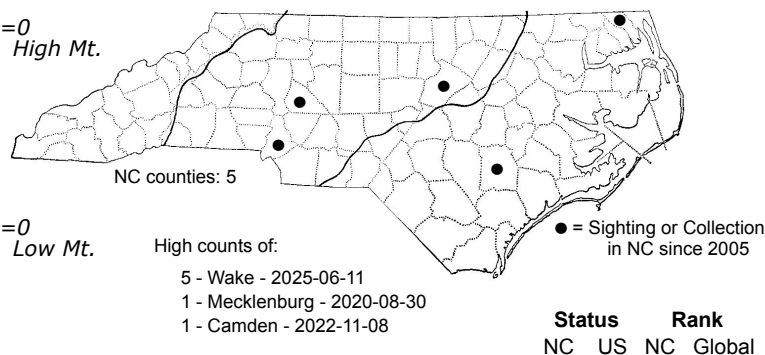 =0
High Mt.
NC counties: 5
=0
Low Mt.
High counts of:
5 - Wake - 2025-06-11
1 - Mecklenburg - 2020-08-30
1 - Camden - 2022-11-08
● = Sighting or Collection
in NC since 2005
Status Rank
NC US NC Global